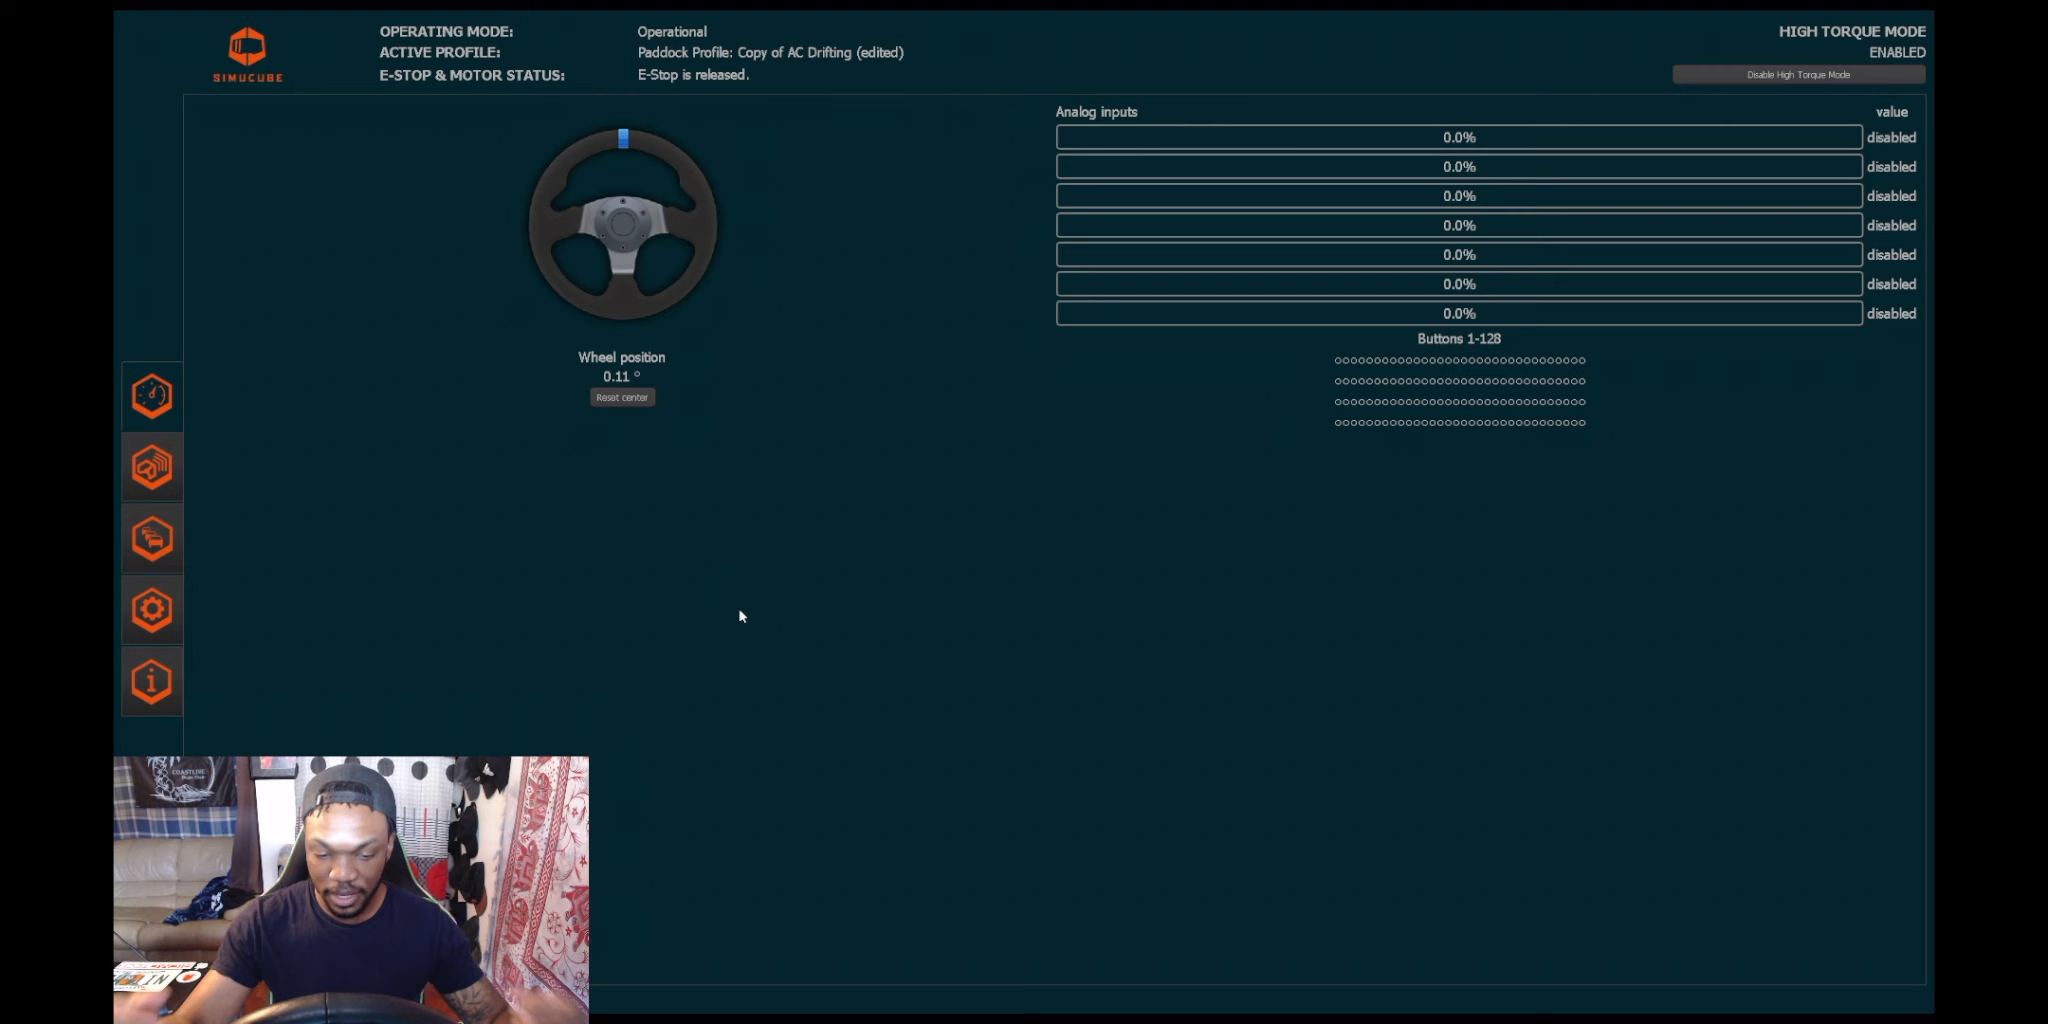 SIMUCUBE
OPERATING MODE: Operational
ACTIVE PROFILE: Paddock Profile: Copy of AC Drifting (edited)
E-STOP & MOTOR STATUS: E-Stop is released.
HIGH TORQUE MODE
ENABLED
Disable High Torque Mode
Wheel position
0.11 °
Reset center
Analog inputs value
0.0% disabled
0.0% disabled
0.0% disabled
0.0% disabled
0.0% disabled
0.0% disabled
0.0% disabled
Buttons 1-128
COASTLINE